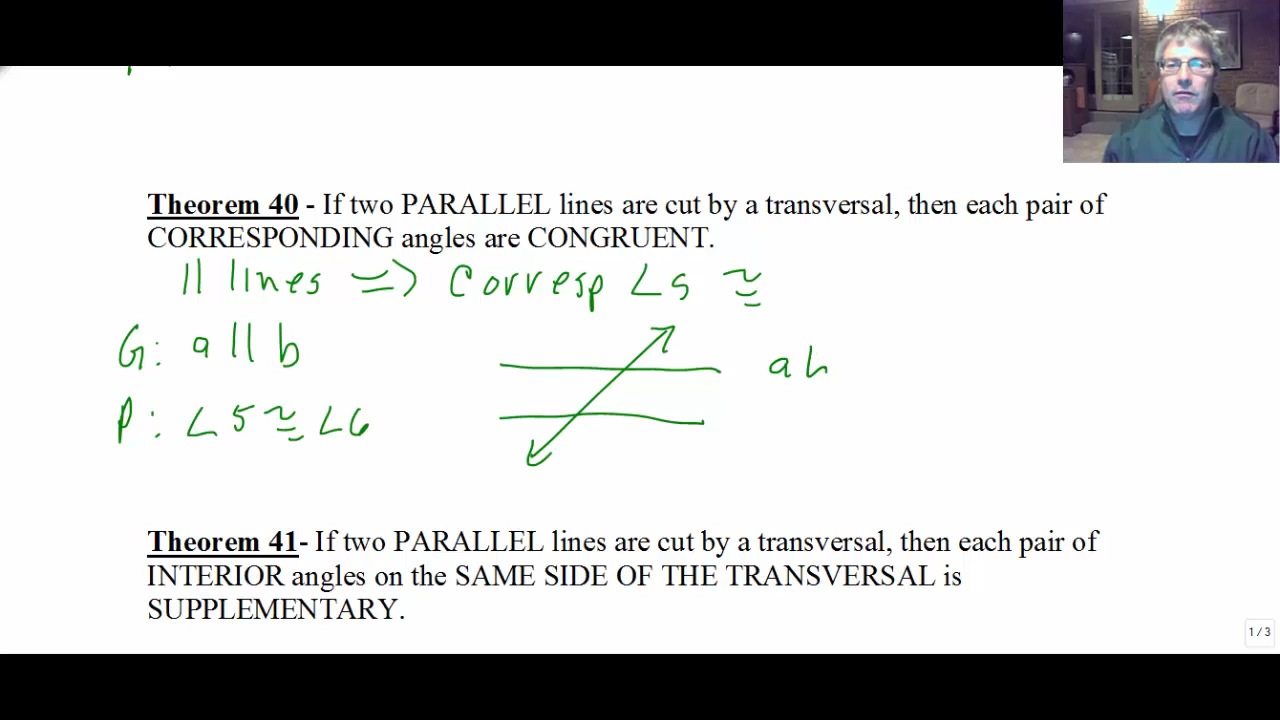 Theorem 40 - If two PARALLEL lines are cut by a transversal, then each pair of
CORRESPONDING angles are CONGRUENT.
|| lines => Corresp ∠s ≅
G: a || b
P: ∠5 ≅ ∠6
a
Theorem 41- If two PARALLEL lines are cut by a transversal, then each pair of
INTERIOR angles on the SAME SIDE OF THE TRANSVERSAL is
SUPPLEMENTARY.
1 / 3